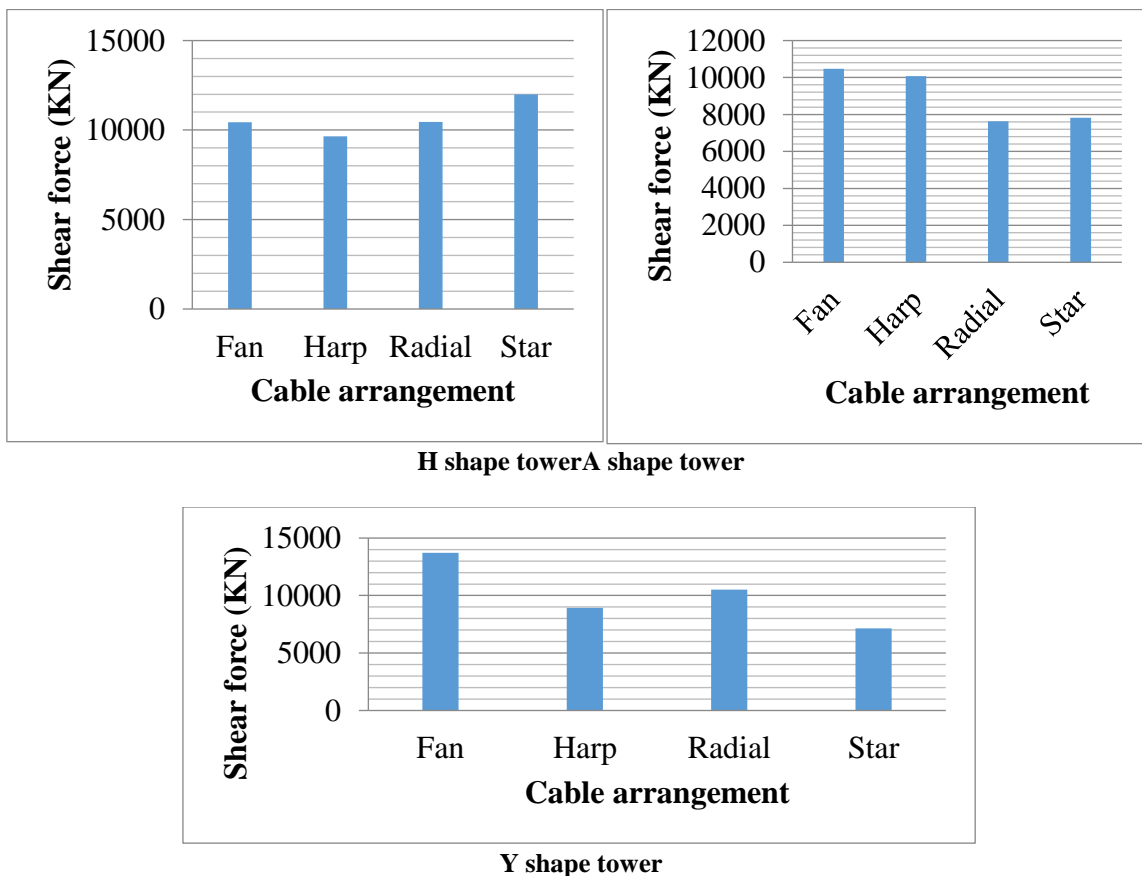 Shear force (KN)
15000
10000
5000
0
Fan Harp Radial Star
Cable arrangement
Shear force (KN)
12000
10000
8000
6000
4000
2000
0
Fan Harp Radial Star
Cable arrangement
H shape towerA shape tower
Shear force (KN)
15000
10000
5000
0
Fan Harp Radial Star
Cable arrangement
Y shape tower